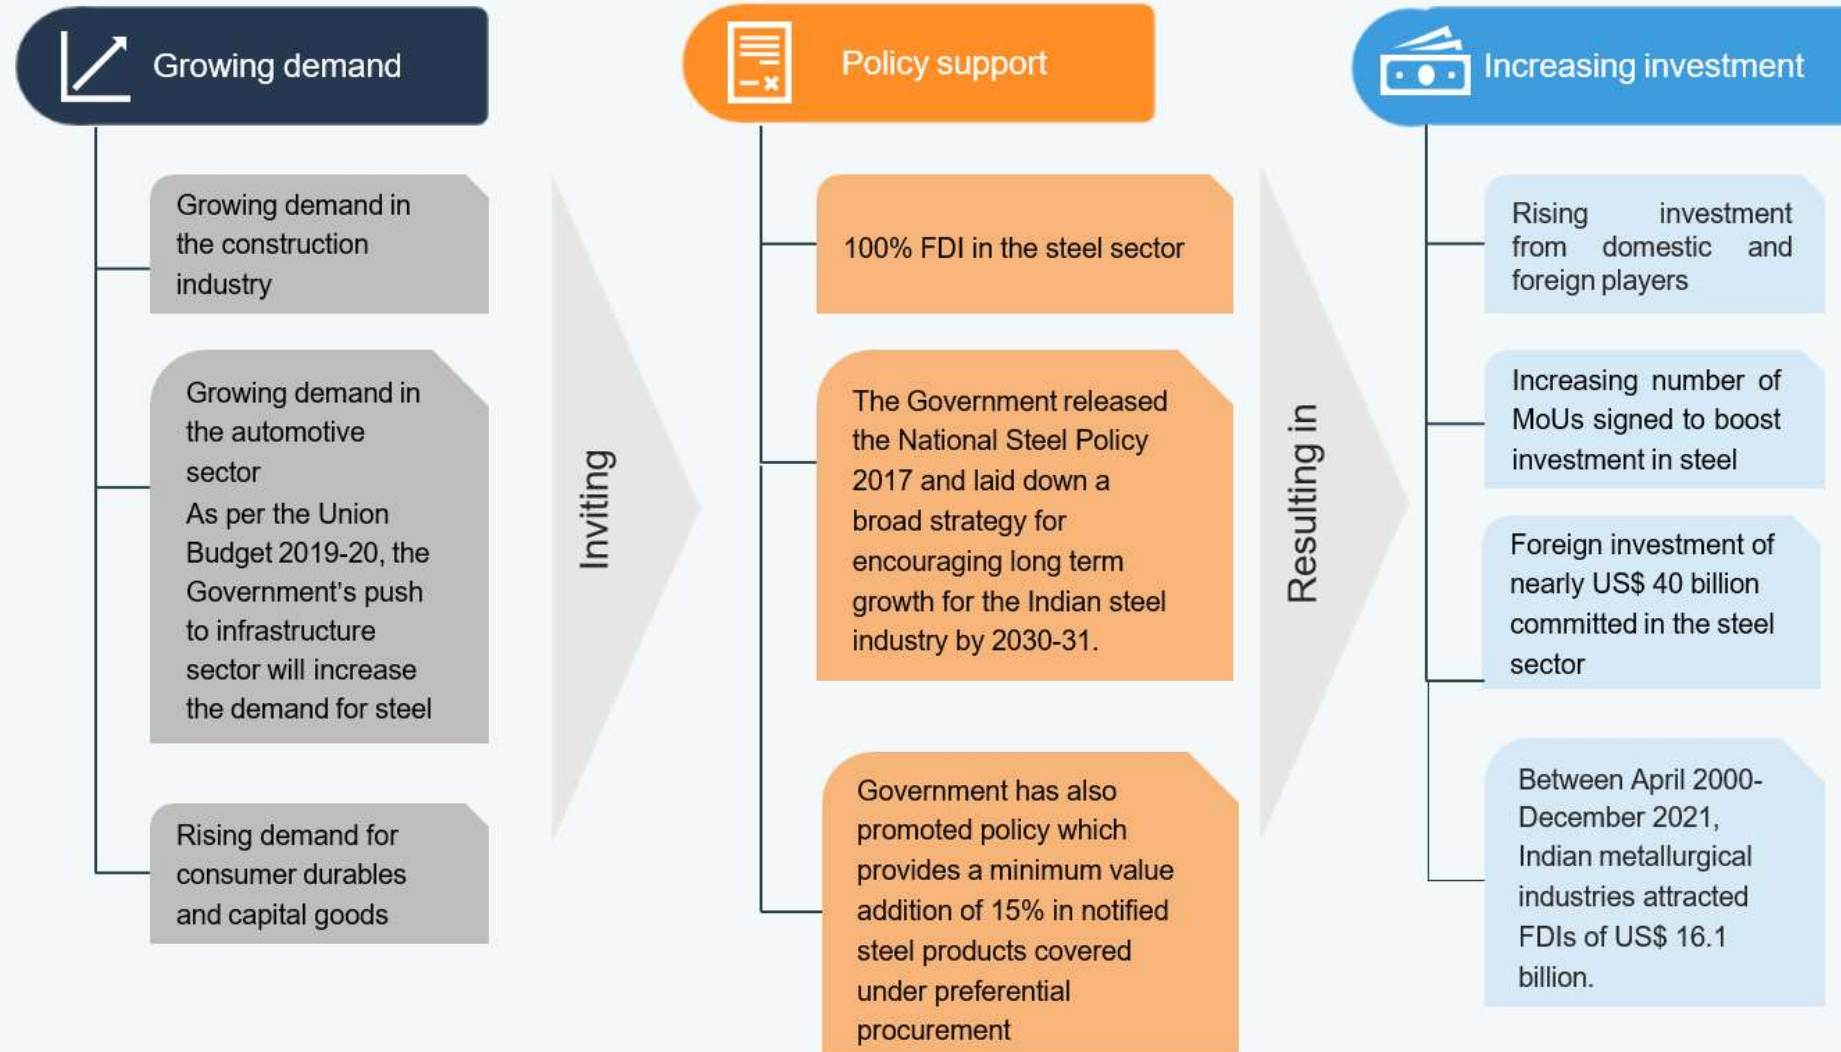 Growing demand
Growing demand in
the construction
industry
Growing demand in
the automotive
sector
As per the Union
Budget 2019-20, the
Government's push
to infrastructure
sector will increase
the demand for steel
Rising demand for
consumer durables
and capital goods
Inviting
Policy support
100% FDI in the steel sector
The Government released
the National Steel Policy
2017 and laid down a
broad strategy for
encouraging long term
growth for the Indian steel
industry by 2030-31.
Government has also
promoted policy which
provides a minimum value
addition of 15% in notified
steel products covered
under preferential
procurement
Resulting in
Increasing investment
Rising investment
from domestic and
foreign players
Increasing number of
MoUs signed to boost
investment in steel
Foreign investment of
nearly US$ 40 billion
committed in the steel
sector
Between April 2000-
December 2021,
Indian metallurgical
industries attracted
FDIs of US$ 16.1
billion.